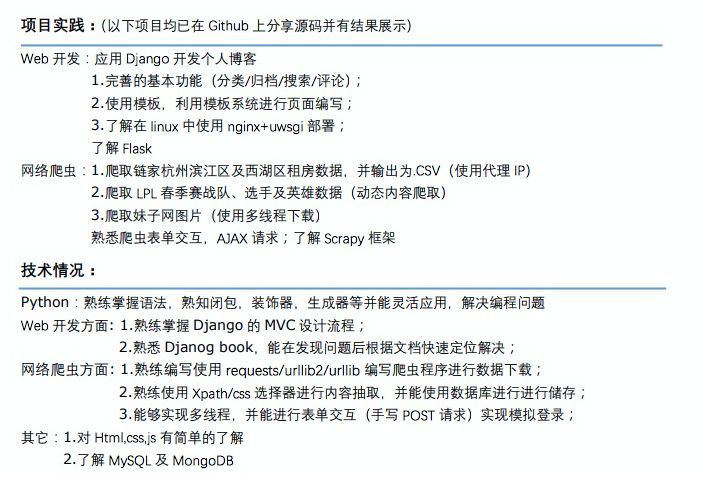 项目实践：(以下项目均已在 Github 上分享源码并有结果展示)
Web 开发：应用 Django 开发个人博客
1.完善的基本功能（分类/归档/搜索/评论）；
2.使用模板，利用模板系统进行页面编写；
3.了解在 linux 中使用 nginx+uwsgi 部署；
了解 Flask
网络爬虫：1.爬取链家杭州滨江区及西湖区租房数据，并输出为.CSV（使用代理 IP）
2.爬取 LPL 春季赛战队、选手及英雄数据（动态内容爬取）
3.爬取妹子网图片（使用多线程下载）
熟悉爬虫表单交互，AJAX 请求；了解 Scrapy 框架
技术情况：
Python：熟练掌握语法，熟知闭包，装饰器，生成器等并能灵活应用，解决编程问题
Web 开发方面: 1.熟练掌握 Django 的 MVC 设计流程；
2.熟悉 Djanog book，能在发现问题后根据文档快速定位解决；
网络爬虫方面：1.熟练编写使用 requests/urllib2/urllib 编写爬虫程序进行数据下载；
2.熟练使用 Xpath/css 选择器进行内容抽取，并能使用数据库进行进行储存；
3.能够实现多线程，并能进行表单交互（手写 POST 请求）实现模拟登录；
其它：1.对 Html,css,js 有简单的了解
2.了解 MySQL 及 MongoDB